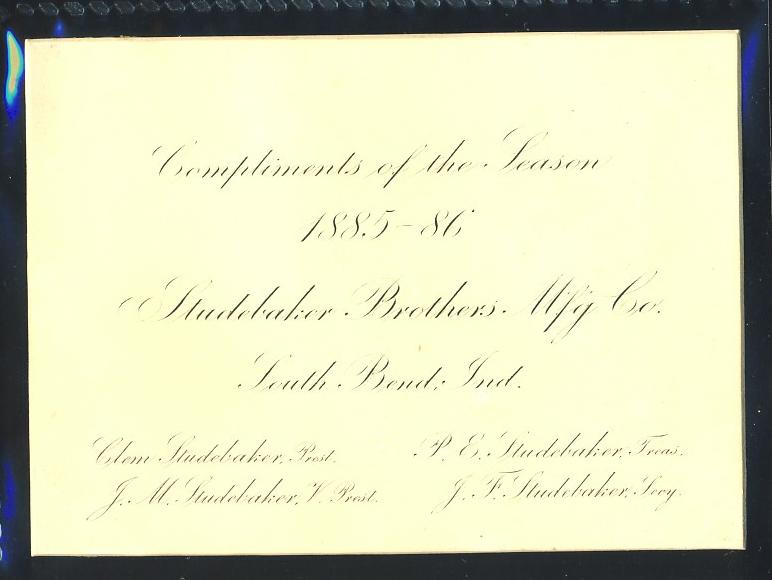 Compliments of the Season
1885-86
Studebaker Brothers Mfg Co.
South Bend, Ind.
Clem Studebaker, Prest. P. E. Studebaker, Treas.
J. M. Studebaker, V. Prest. J. F. Studebaker, Secy.